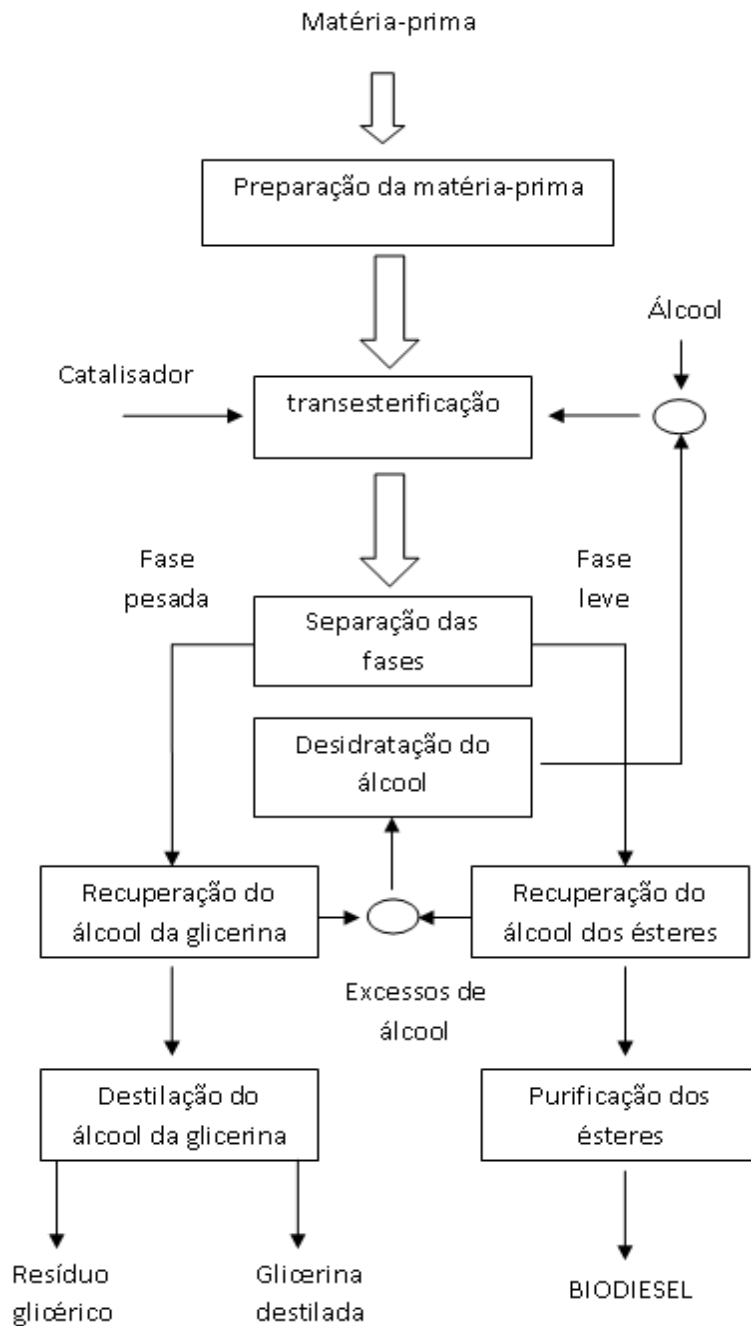 Matéria-prima
Preparação da matéria-prima
Álcool
Catalisador
transesterificação
Fase
pesada
Fase
leve
Separação das
fases
Desidratação do
álcool
Recuperação do
álcool da glicerina
Recuperação do
álcool dos ésteres
Excessos de
álcool
Destilação do
álcool da glicerina
Purificação dos
ésteres
Resíduo
glicérico
Glicerina
destilada
BIODIESEL